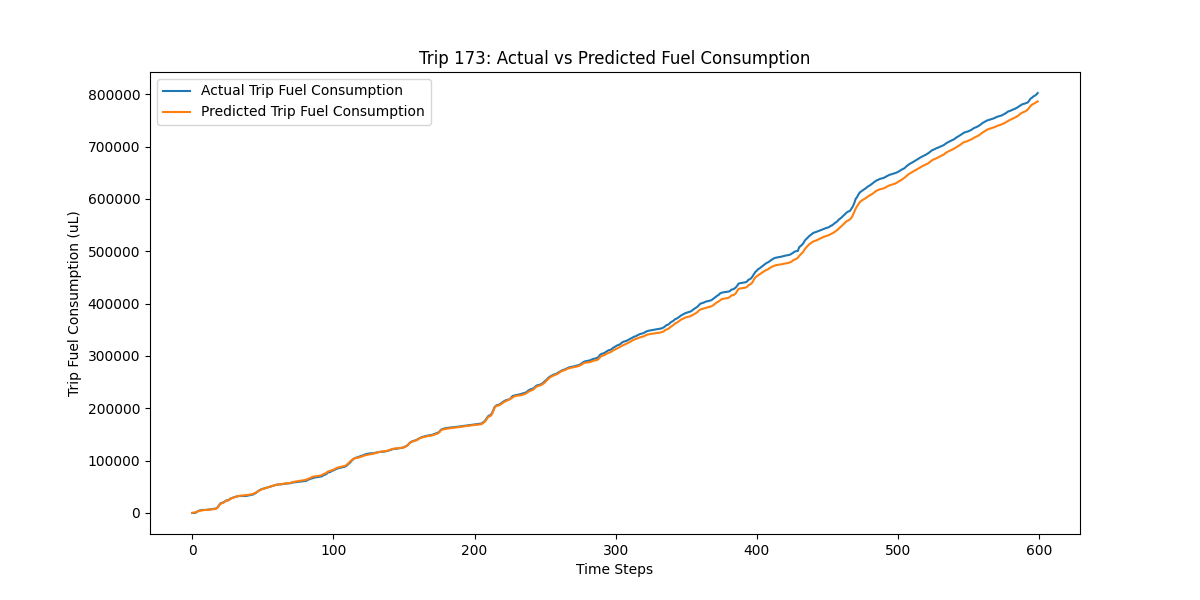 Trip 173: Actual vs Predicted Fuel Consumption
Actual Trip Fuel Consumption
Predicted Trip Fuel Consumption
Trip Fuel Consumption (uL)
800000
700000
600000
500000
400000
300000
200000
100000
0
0 100 200 300 400 500 600
Time Steps